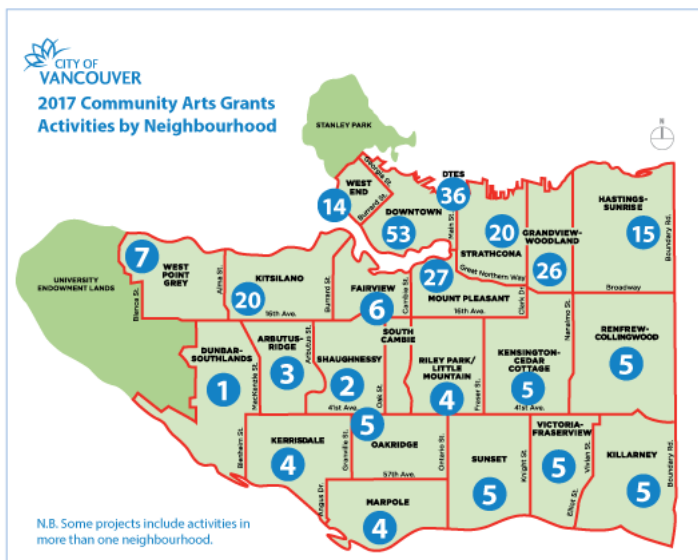 CITY OF
VANCOUVER
2017 Community Arts Grants
Activities by Neighbourhood
N
STANLEY PARK
Georgia St.
WEST
END
14
Burrard St.
DOWNTOWN
53
DTES
36
Main St.
20
STRATHCONA
Great Northern Way
GRANDVIEW-
WOODLAND
26
HASTINGS-
SUNRISE
15
Boundary Rd.
Broadway
UNIVERSITY
ENDOWMENT LANDS
7
WEST
POINT
GREY
Blanca St.
Alma St.
KITSILANO
20
16th Ave.
Burrard St.
FAIRVIEW
6
Cambie St.
27
MOUNT PLEASANT
16th Ave.
Clark Dr.
Nanaimo St.
DUNBAR-
SOUTHLANDS
1
MacKenzie St.
ARBUTUS-
RIDGE
3
Arbutus St.
SHAUGHNESSY
2
41st Ave.
Oak St.
SOUTH
CAMBIE
RILEY PARK/
LITTLE
MOUNTAIN
4
Fraser St.
KENSINGTON-
CEDAR
COTTAGE
5
41st Ave.
RENFREW-
COLLINGWOOD
5
Blenheim St.
KERRISDALE
4
Granville St.
Angus Dr.
5
OAKRIDGE
57th Ave.
Ontario St.
MARPOLE
4
SUNSET
5
Knight St.
VICTORIA-
FRASERVIEW
5
Elliot St.
Vivian St.
KILLARNEY
5
Boundary Rd.
N.B. Some projects include activities in
more than one neighbourhood.